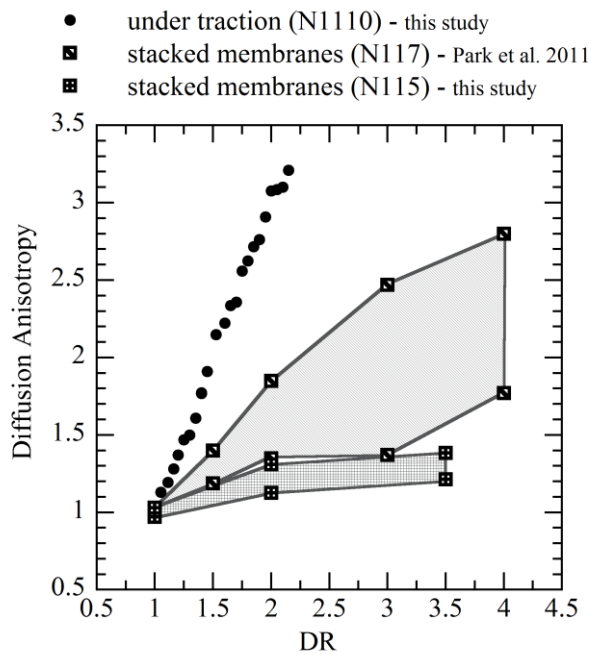 under traction (N1110) - this study
stacked membranes (N117) - Park et al. 2011
stacked membranes (N115) - this study
3.5
3
2.5
2
1.5
1
0.5
Diffusion Anisotropy
0.5 1 1.5 2 2.5 3 3.5 4 4.5
DR